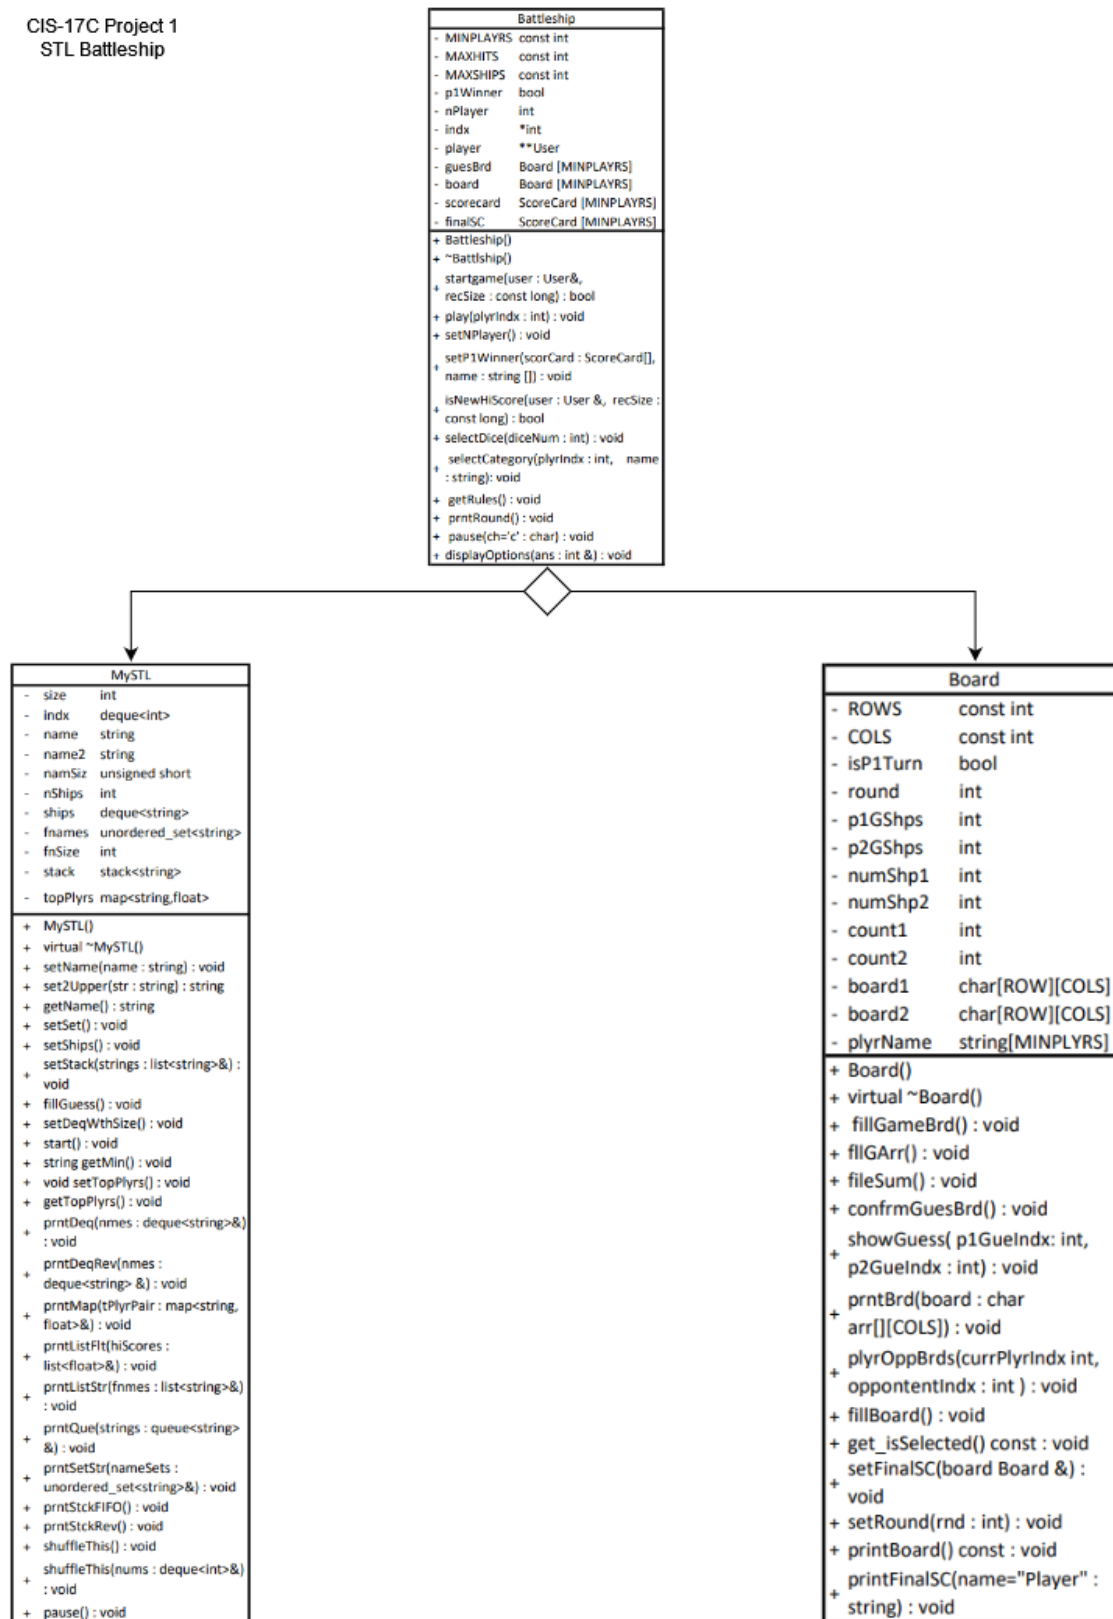 CIS-17C Project 1
STL Battleship
Battleship
- MINPLAYRS const int
- MAXHITS const int
- MAXSHIPS const int
- p1Winner bool
- nPlayer int
- indx *int
- player **User
- guesBrd Board [MINPLAYRS]
- board Board [MINPLAYRS]
- scorecard ScoreCard [MINPLAYRS]
- finalSC ScoreCard [MINPLAYRS]
+ Battleship()
+ ~Battlship()
+ startgame(user : User&,
recSize : const long) : bool
+ play(plyrIndx : int) : void
+ setNPlayer() : void
+ setP1Winner(scorCard : ScoreCard[],
name : string []) : void
+ isNewHiScore(user : User &, recSize :
const long) : bool
+ selectDice(diceNum : int) : void
+ selectCategory(plyrIndx : int, name
: string): void
+ getRules() : void
+ prntRound() : void
+ pause(ch='c' : char) : void
+ displayOptions(ans : int &) : void
MySTL
- size int
- indx deque<int>
- name string
- name2 string
- namSiz unsigned short
- nShips int
- ships deque<string>
- fnames unordered_set<string>
- fnSize int
- stack stack<string>
- topPlyrs map<string,float>
+ MySTL()
+ virtual ~MySTL()
+ setName(name : string) : void
+ set2Upper(str : string) : string
+ getName() : string
+ setSet() : void
+ setShips() : void
+ setStack(strings : list<string>&) :
void
+ fillGuess() : void
+ setDeqWthSize() : void
+ start() : void
+ string getMin() : void
+ void setTopPlyrs() : void
+ getTopPlyrs() : void
+ prntDeq(nmes : deque<string>&)
: void
+ prntDeqRev(nmes :
deque<string> &) : void
+ prntMap(tPlyrPair : map<string,
float>&) : void
+ prntListFlt(hiScores :
list<float>&) : void
+ prntListStr(fnmes : list<string>&)
: void
+ prntQue(strings : queue<string>
&) : void
+ prntSetStr(nameSets :
unordered_set<string>&) : void
+ prntStckFIFO() : void
+ prntStckRev() : void
+ shuffleThis() : void
+ shuffleThis(nums : deque<int>&)
: void
+ pause() : void
Board
- ROWS const int
- COLS const int
- isP1Turn bool
- round int
- p1GShps int
- p2GShps int
- numShp1 int
- numShp2 int
- count1 int
- count2 int
- board1 char[ROW][COLS]
- board2 char[ROW][COLS]
- plyrName string[MINPLYRS]
+ Board()
+ virtual ~Board()
+ fillGameBrd() : void
+ fllGArr() : void
+ fileSum() : void
+ confrmGuesBrd() : void
+ showGuess( p1GueIndx: int,
p2GueIndx : int) : void
+ prntBrd(board : char
arr[][COLS]) : void
+ plyrOppBrds(currPlyrIndx int,
oppontentIndx : int ) : void
+ fillBoard() : void
+ get_isSelected() const : void
+ setFinalSC(board Board &) :
void
+ setRound(rnd : int) : void
+ printBoard() const : void
+ printFinalSC(name="Player" :
string) : void